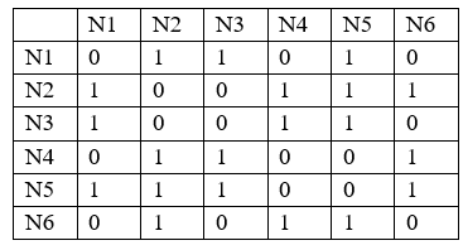 N1 N2 N3 N4 N5 N6
N1 0 1 1 0 1 0
N2 1 0 0 1 1 1
N3 1 0 0 1 1 0
N4 0 1 1 0 0 1
N5 1 1 1 0 0 1
N6 0 1 0 1 1 0